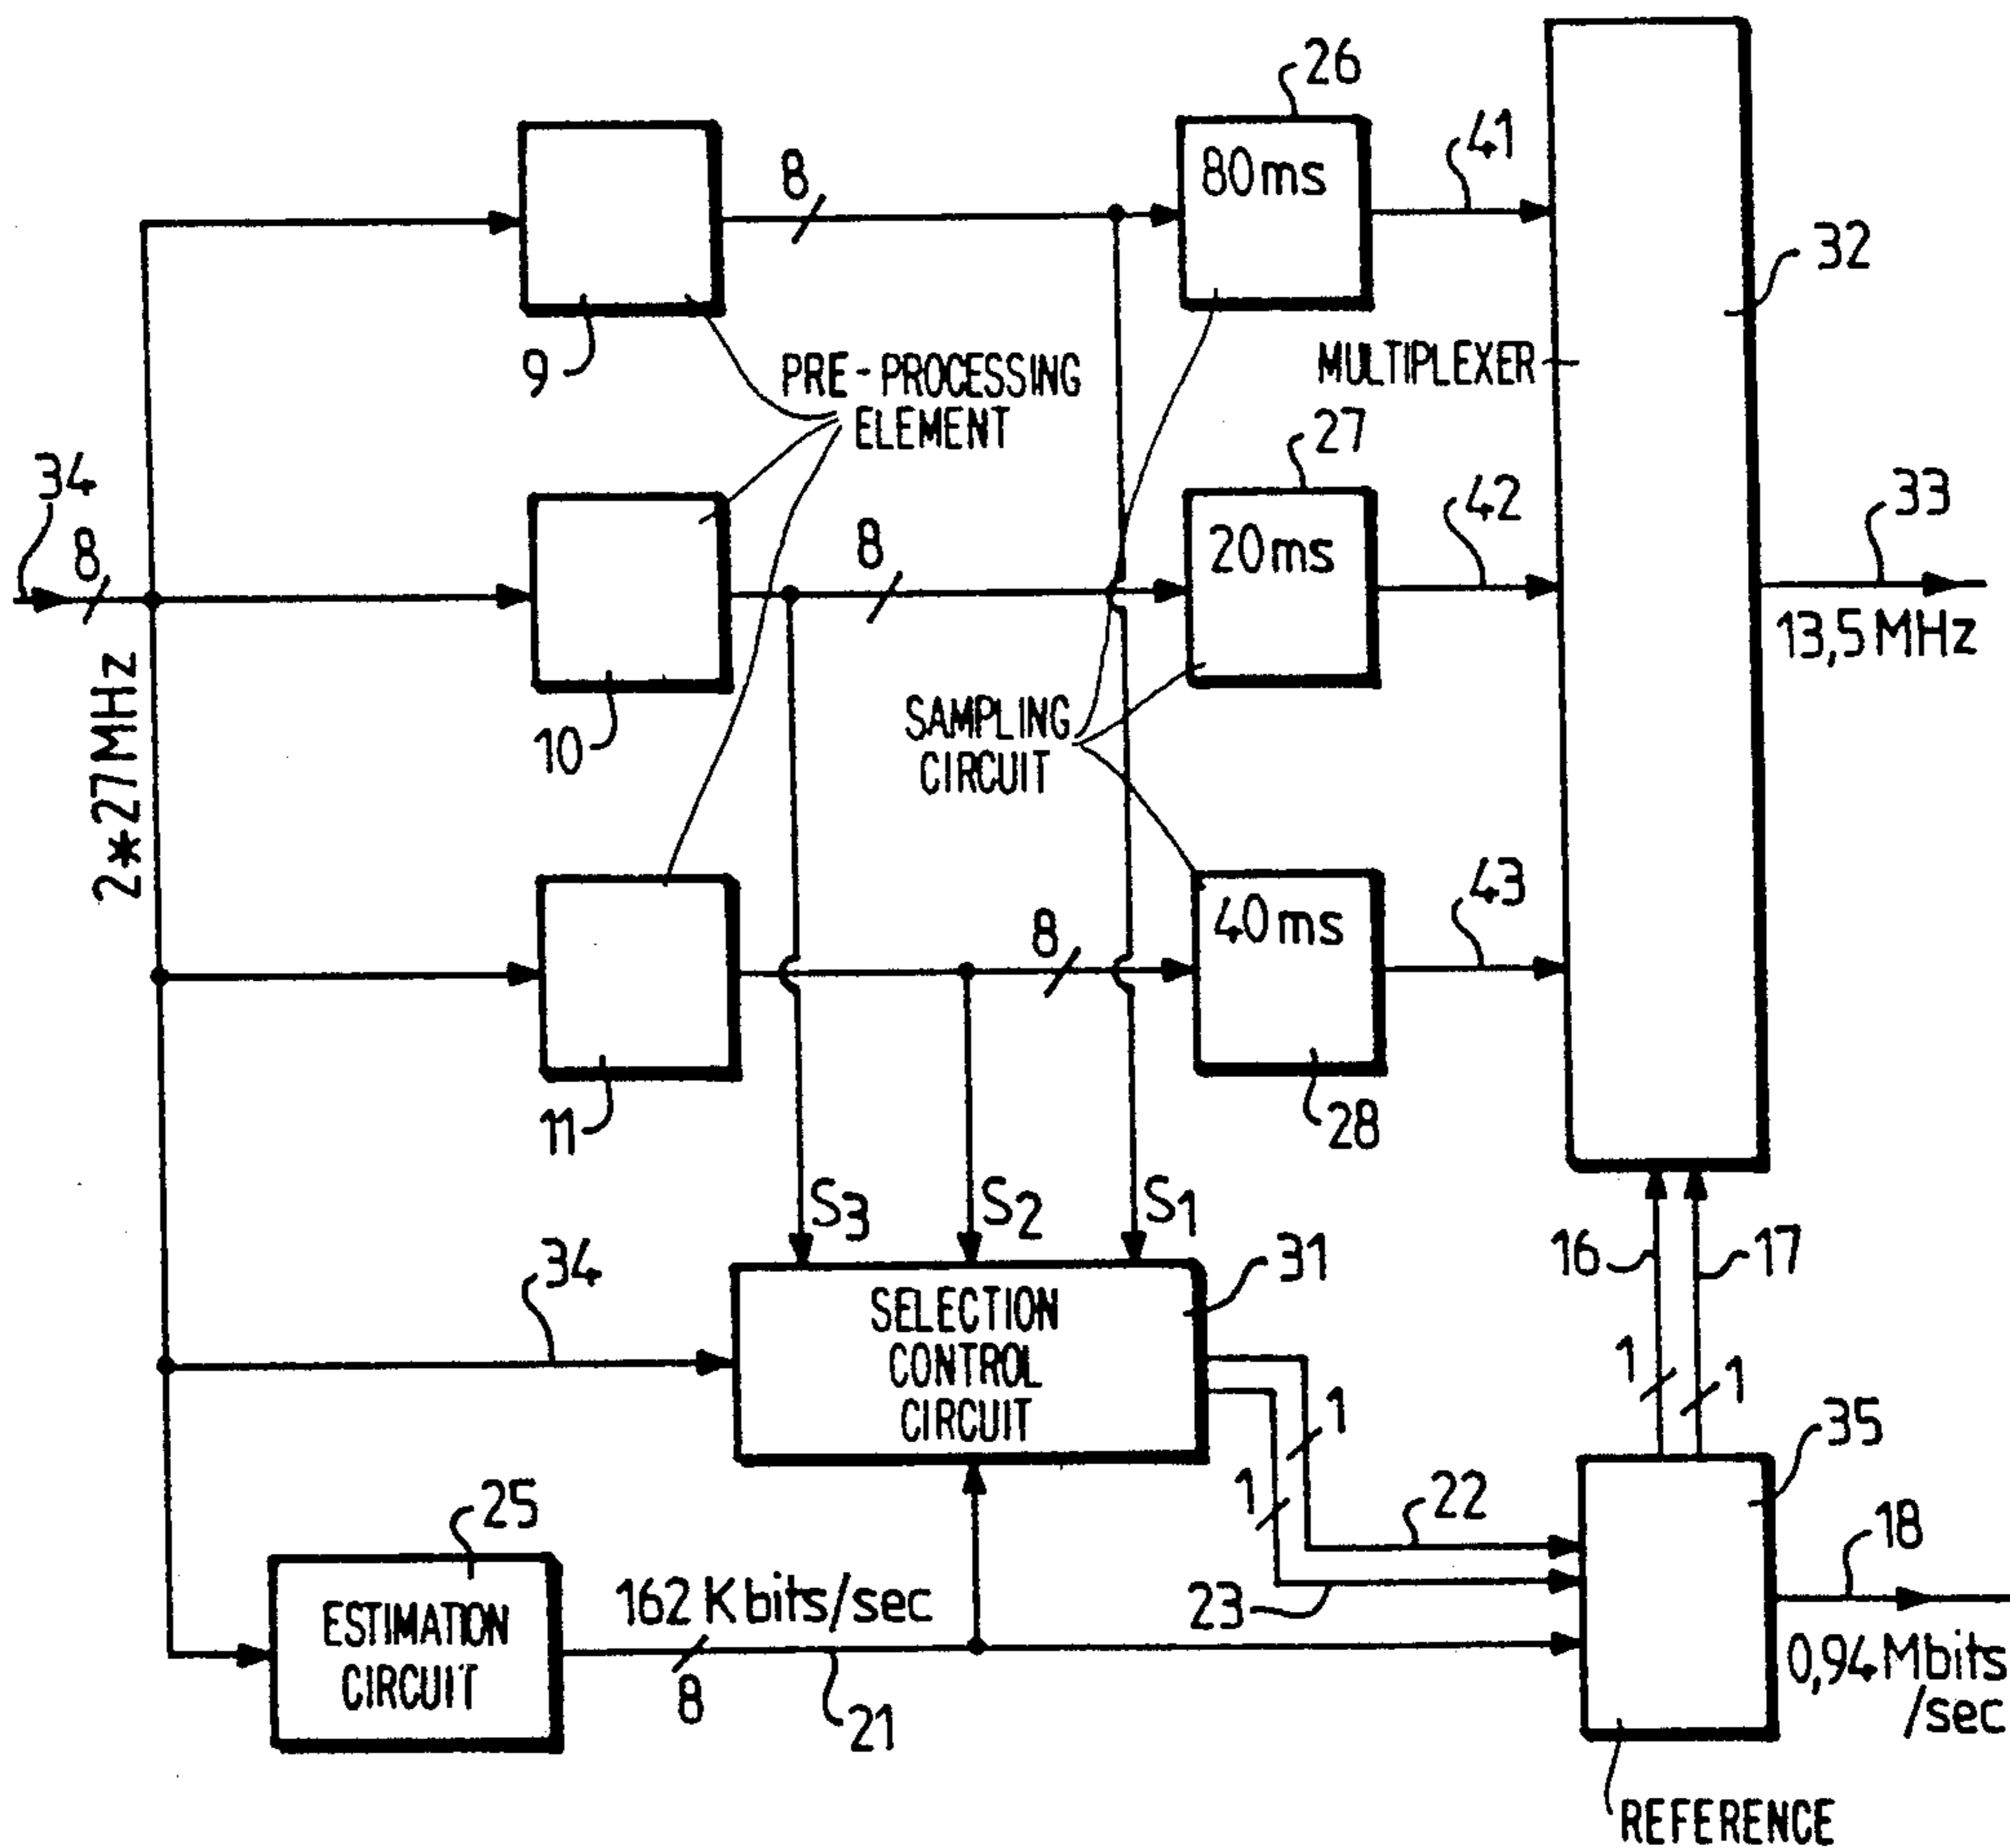 26
41
8
80ms
32
9
PRE-PROCESSING
ELEMENT
MULTIPLEXER
27
34
8
8
42
33
20ms
13,5 MHz
2*27MHz
10
SAMPLING
CIRCUIT
43
8
40ms
11
28
S3
S2
S1
16
17
34
31
SELECTION
CONTROL
CIRCUIT
1
1
1
1
35
25
22
18
162 Kbits/sec
23
ESTIMATION
CIRCUIT
8
21
0,94 Mbits
/sec
REFERENCE